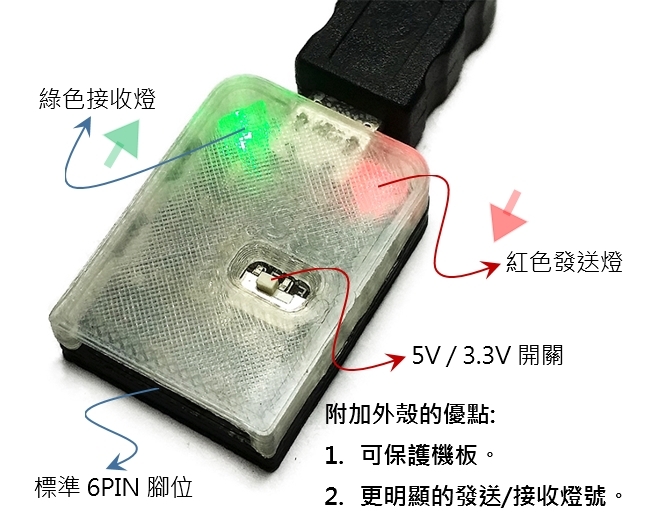 綠色接收燈
紅色發送燈
5V / 3.3V 開關
附加外殼的優點:
1. 可保護機板。
標準 6PIN 腳位
2. 更明顯的發送/接收燈號。